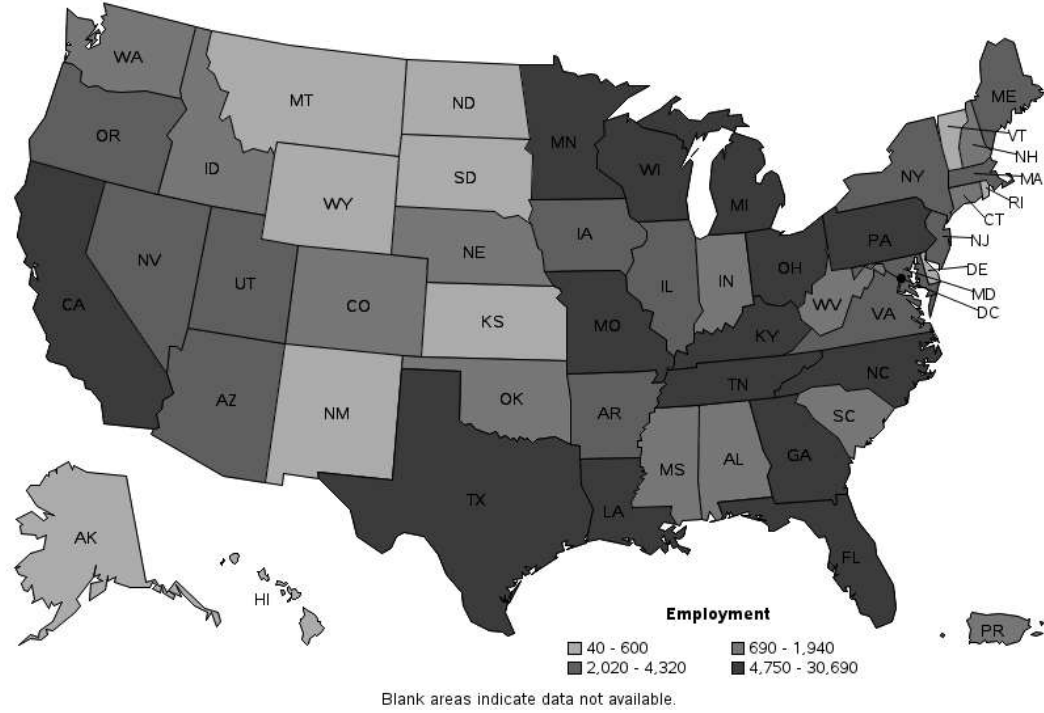 WA
MT
ND
ME
OR
MN
VT
ID
SD
WI
NH
WY
NY
MA
MI
RI
CT
IA
NE
PA
NJ
NV
OH
UT
IL
IN
DE
CO
WV
MD
CA
KS
VA
DC
MO
KY
TN
NC
AZ
OK
NM
AR
SC
MS
AL
GA
TX
LA
AK
FL
HI
Employment
PR
40 - 600
690 - 1,940
2,020 - 4,320
4,750 - 30,690
Blank areas indicate data not available.